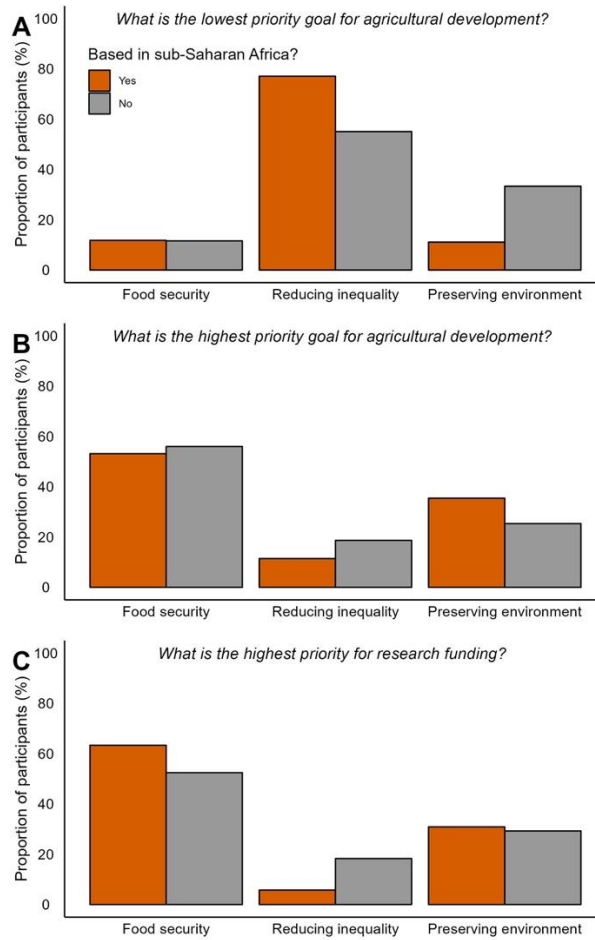 A
What is the lowest priority goal for agricultural development?
Proportion of participants (%)
100
80
60
40
20
0
Based in sub-Saharan Africa?
Yes
No
Food security Reducing inequality Preserving environment
B
What is the highest priority goal for agricultural development?
Proportion of participants (%)
100
80
60
40
20
0
Food security Reducing inequality Preserving environment
C
What is the highest priority for research funding?
Proportion of participants (%)
100
80
60
40
20
0
Food security Reducing inequality Preserving environment